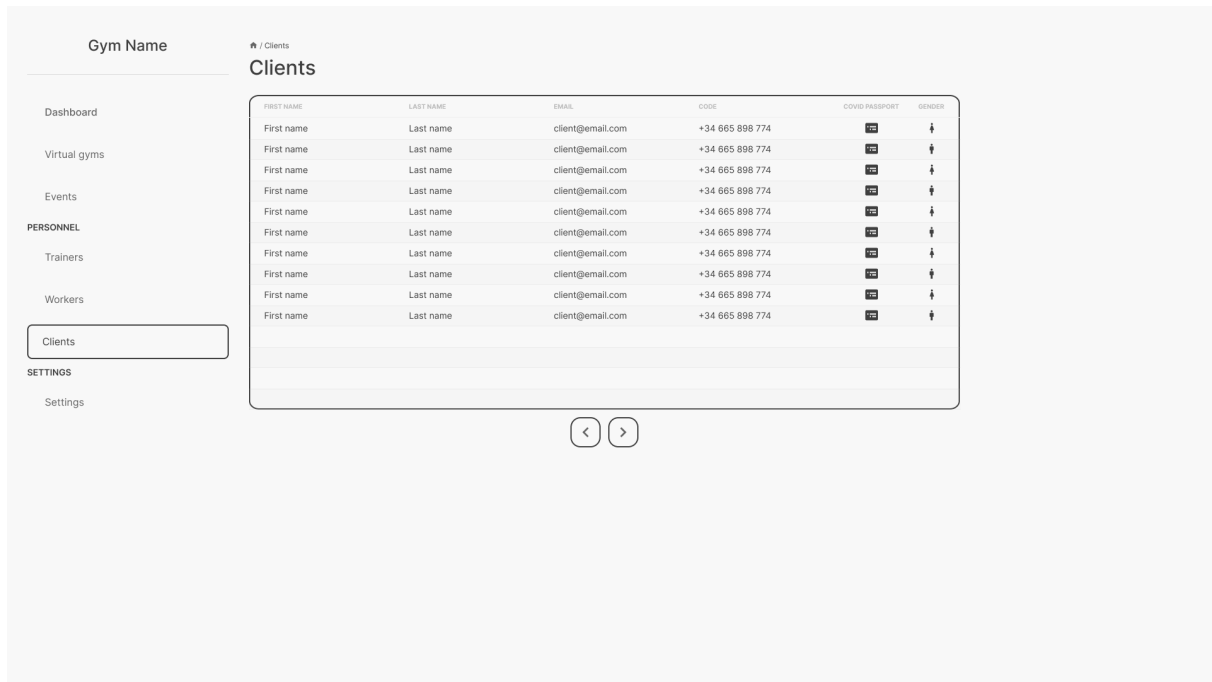 Gym Name
Dashboard
Virtual gyms
Events
PERSONNEL
Trainers
Workers
Clients
SETTINGS
Settings
/ Clients
Clients
FIRST NAME LAST NAME EMAIL CODE COVID PASSPORT GENDER
First name Last name client@email.com +34 665 898 774
First name Last name client@email.com +34 665 898 774
First name Last name client@email.com +34 665 898 774
First name Last name client@email.com +34 665 898 774
First name Last name client@email.com +34 665 898 774
First name Last name client@email.com +34 665 898 774
First name Last name client@email.com +34 665 898 774
First name Last name client@email.com +34 665 898 774
First name Last name client@email.com +34 665 898 774
First name Last name client@email.com +34 665 898 774